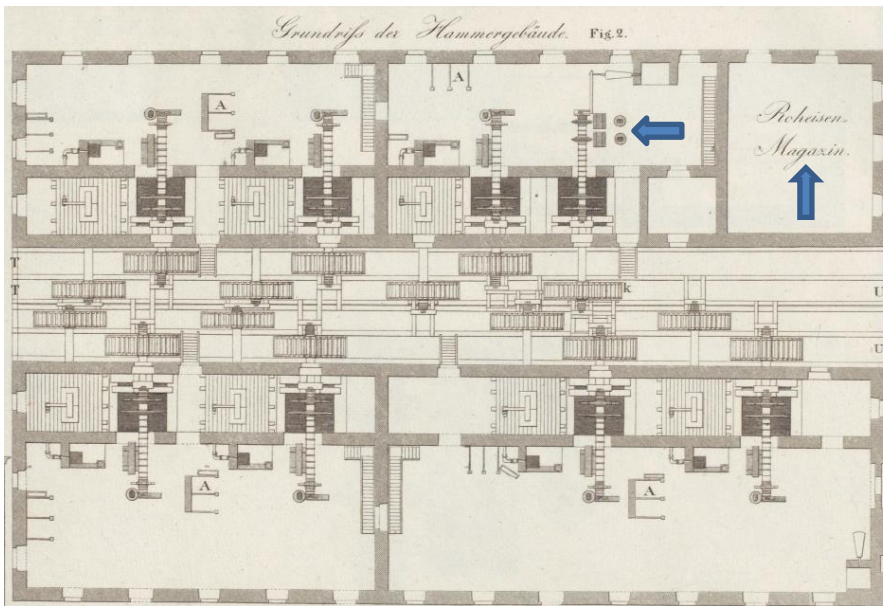 Grundriſs der Hammergebäude. Fig. 2.
A
A
Roheisen-
Magazin.
T
T
k
U
U
A
A